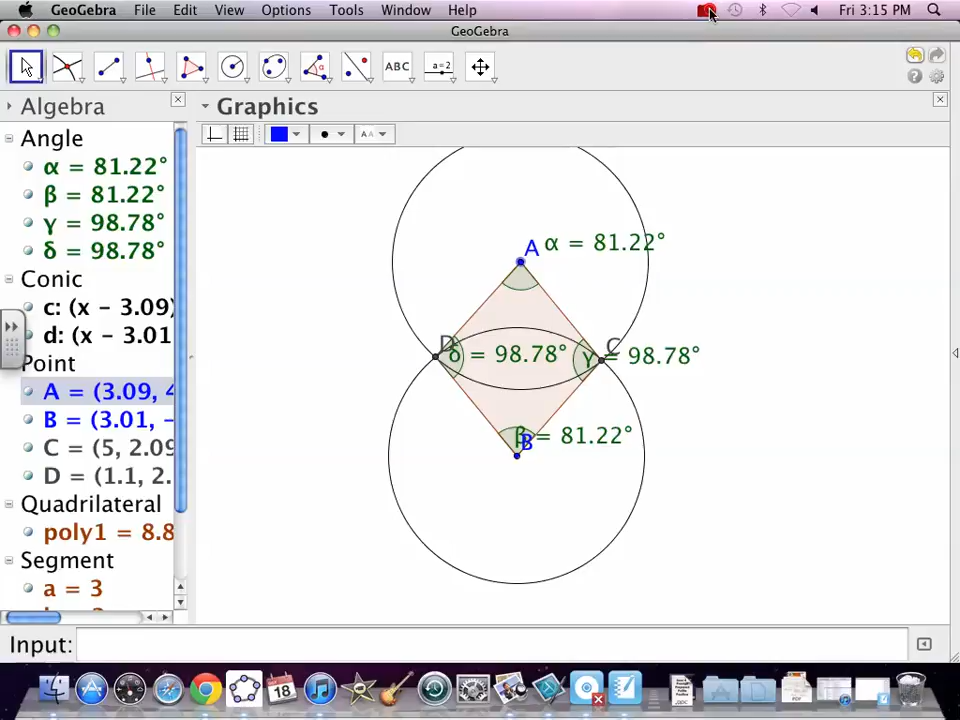 GeoGebra File Edit View Options Tools Window Help Fri 3:15 PM
GeoGebra
ABC a=2
Algebra
Graphics
Angle
α = 81.22°
β = 81.22°
γ = 98.78°
δ = 98.78°
Conic
c: (x − 3.09)
d: (x − 3.01
Point
A = (3.09, 4
B = (3.01, −
C = (5, 2.09
D = (1.1, 2.
Quadrilateral
poly1 = 8.8
Segment
a = 3
A α = 81.22°
D δ = 98.78° C γ = 98.78°
B β = 81.22°
Input:
18